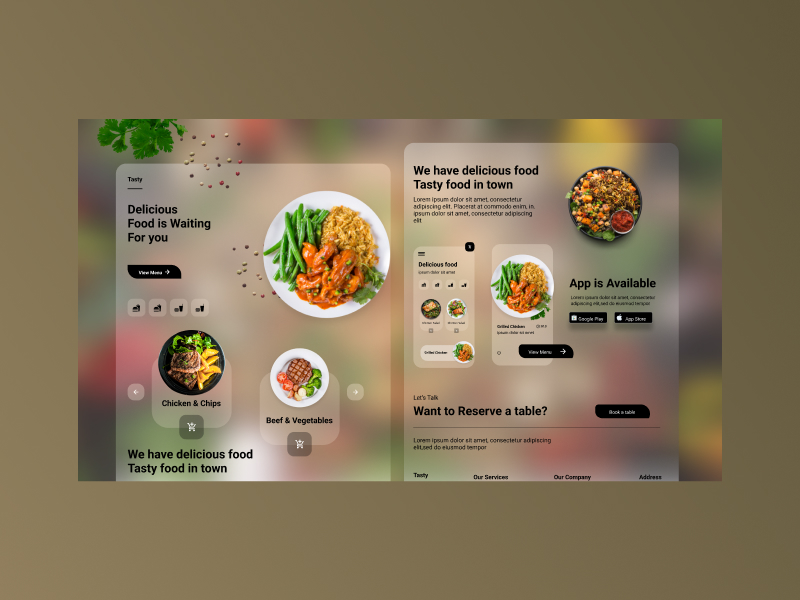 Tasty
Delicious
Food is Waiting
For you
View Menu
Chicken & Chips
Beef & Vegetables
We have delicious food
Tasty food in town
We have delicious food
Tasty food in town
Lorem ipsum dolor sit amet, consectetur
adipiscing elit. Placerat at commodo enim, in.
ipsum dolor sit amet, consectetur adipiscing
elit
x
Delicious food
ipsum dolor sit amet
Grilled Chicken
Grilled Chicken
ipsum dolor sit amet
View Menu
App is Available
Lorem ipsum dolor sit amet, consectetur
adipiscing elit,sed do eiusmod te
Google Play
App Store
Let's Talk
Want to Reserve a table?
Book a table
Lorem ipsum dolor sit amet, consectetur adipiscing
elit,sed do eiusmod tempor
Tasty
Our Services
Our Company
Address